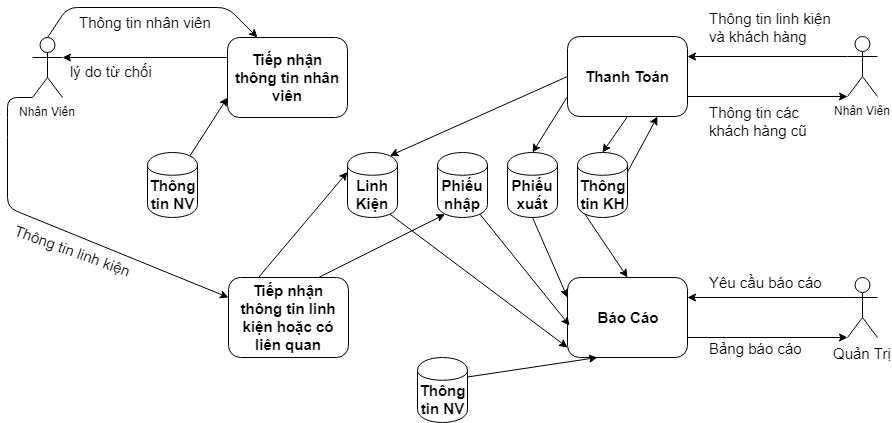 Thông tin nhân viên
lý do từ chối
Nhân Viên
Tiếp nhận
thông tin nhân
viên
Thông
tin NV
Thông tin linh kiện
Tiếp nhận
thông tin linh
kiện hoặc có
liên quan
Linh
Kiện
Phiếu
nhập
Phiếu
xuất
Thông
tin KH
Thanh Toán
Thông tin linh kiện
và khách hàng
Thông tin các
khách hàng cũ
Nhân Viên
Báo Cáo
Yêu cầu báo cáo
Bảng báo cáo
Quản Trị
Thông
tin NV